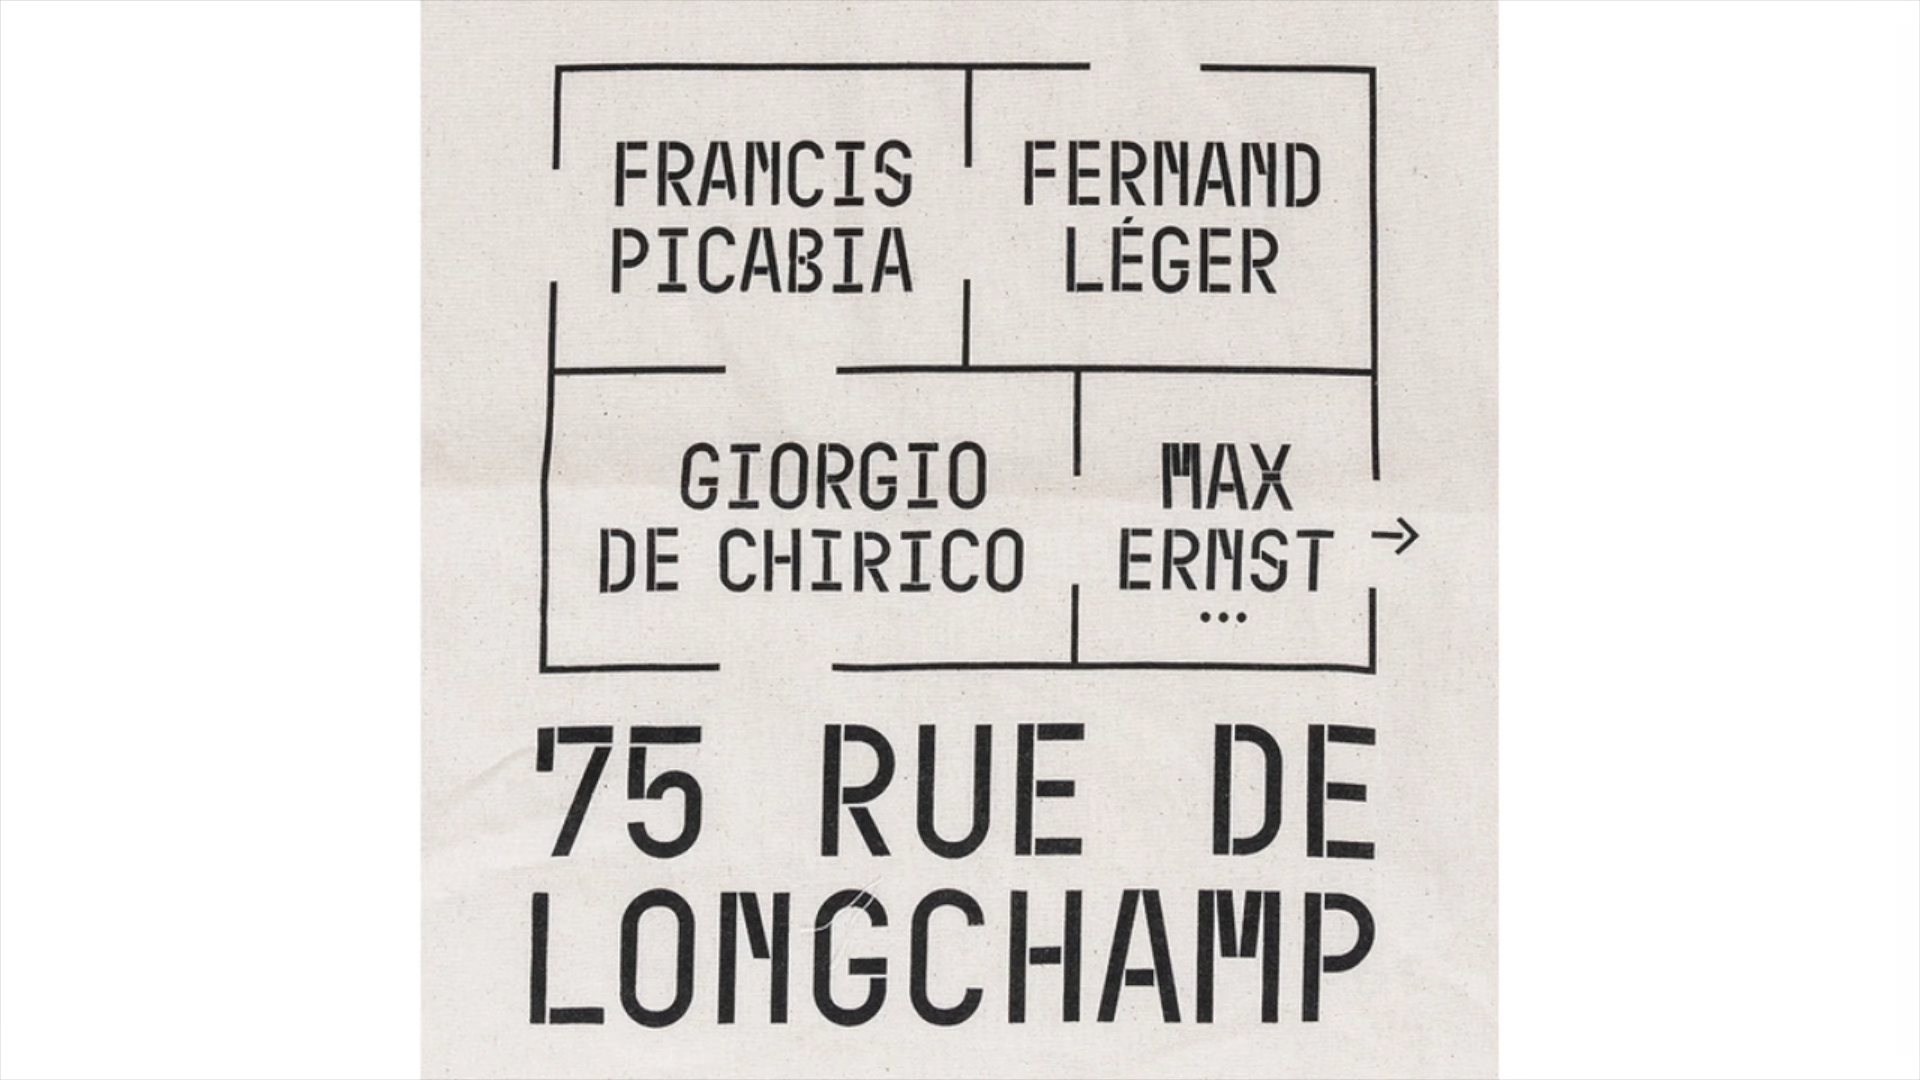 FRANCIS
PICABIA
FERNAND
LÉGER
GIORGIO
DE CHIRICO
MAX
ERNST →
...
'75 RUE DE
LONGCHAMP